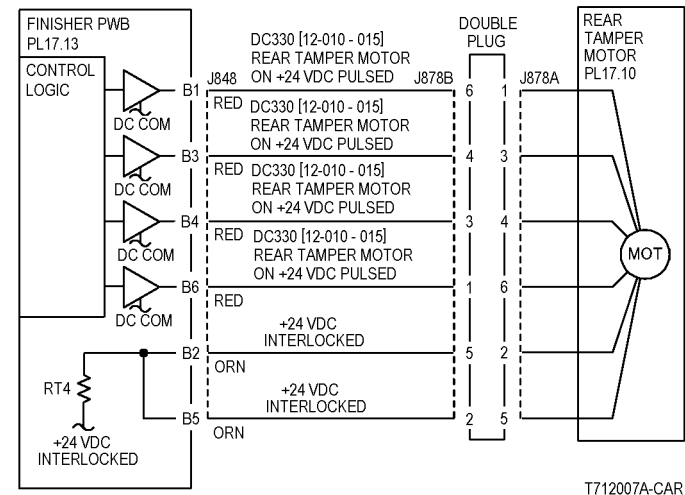 FINISHER PWB
PL17.13
CONTROL
LOGIC
DC330 [12-010 - 015]
REAR TAMPER MOTOR
ON +24 VDC PULSED
DOUBLE
PLUG
REAR
TAMPER
MOTOR
PL17.10
B1
J848
J878B
6
1
J878A
DC COM
RED
DC330 [12-010 - 015]
REAR TAMPER MOTOR
ON +24 VDC PULSED
B3
4
3
DC COM
RED
DC330 [12-010 - 015]
REAR TAMPER MOTOR
ON +24 VDC PULSED
B4
3
4
DC COM
RED
DC330 [12-010 - 015]
REAR TAMPER MOTOR
ON +24 VDC PULSED
MOT
B6
1
6
DC COM
RED
+24 VDC
INTERLOCKED
B2
5
2
ORN
RT4
+24 VDC
INTERLOCKED
B5
2
5
ORN
+24 VDC
INTERLOCKED
T712007A-CAR